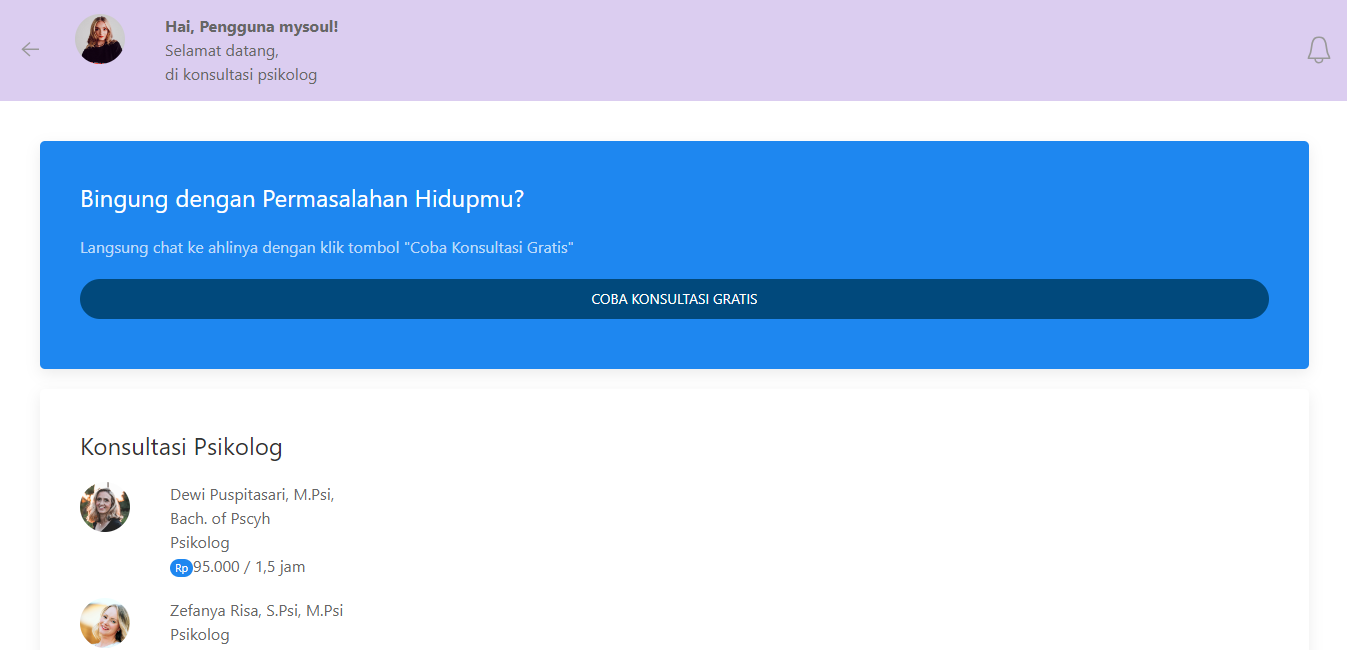 Hai, Pengguna mysoul!
Selamat datang,
di konsultasi psikolog
Bingung dengan Permasalahan Hidupmu?
Langsung chat ke ahlinya dengan klik tombol "Coba Konsultasi Gratis"
COBA KONSULTASI GRATIS
Konsultasi Psikolog
Dewi Puspitasari, M.Psi,
Bach. of Pscyh
Psikolog
Rp95.000 / 1,5 jam
Zefanya Risa, S.Psi, M.Psi
Psikolog